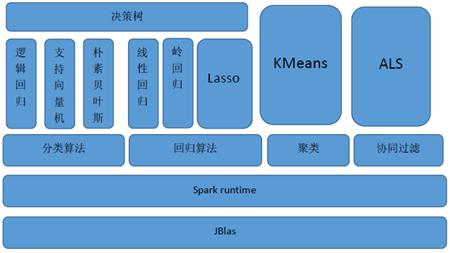 决策树
逻辑回归
支持向量机
朴素贝叶斯
线性回归
岭回归
Lasso
KMeans
ALS
分类算法
回归算法
聚类
协同过滤
Spark runtime
JBlas